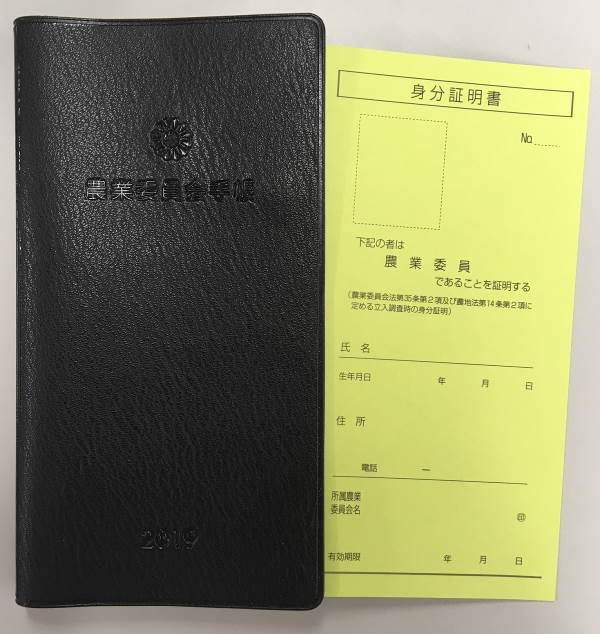 農業委員会手帳
2019
身分証明書
No.
下記の者は
農業委員
であることを証明する
(農業委員会法第35条第2項及び農地法第14条第2項に
定める立入調査時の身分証明)
氏名
生年月日 年 月 日
住所
電話 ー
所属農業
委員会名 ㊞
有効期限 年 月 日